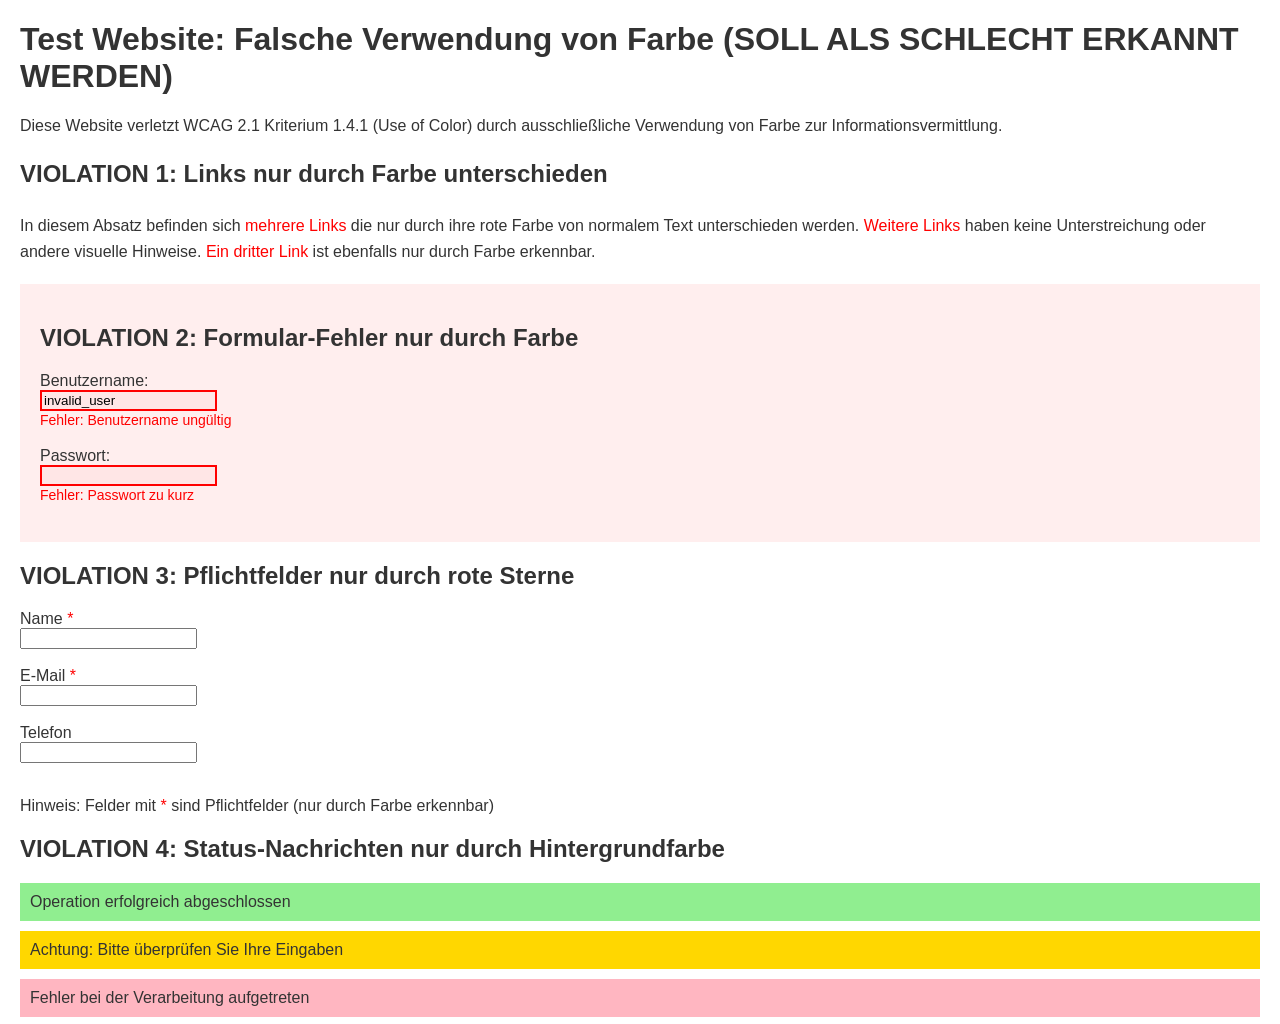 Test Website: Falsche Verwendung von Farbe (SOLL ALS SCHLECHT ERKANNT
WERDEN)
Diese Website verletzt WCAG 2.1 Kriterium 1.4.1 (Use of Color) durch ausschließliche Verwendung von Farbe zur Informationsvermittlung.
VIOLATION 1: Links nur durch Farbe unterschieden
In diesem Absatz befinden sich mehrere Links die nur durch ihre rote Farbe von normalem Text unterschieden werden. Weitere Links haben keine Unterstreichung oder
andere visuelle Hinweise. Ein dritter Link ist ebenfalls nur durch Farbe erkennbar.
VIOLATION 2: Formular-Fehler nur durch Farbe
Benutzername:
invalid_user
Fehler: Benutzername ungültig
Passwort:
Fehler: Passwort zu kurz
VIOLATION 3: Pflichtfelder nur durch rote Sterne
Name *
E-Mail *
Telefon
Hinweis: Felder mit * sind Pflichtfelder (nur durch Farbe erkennbar)
VIOLATION 4: Status-Nachrichten nur durch Hintergrundfarbe
Operation erfolgreich abgeschlossen
Achtung: Bitte überprüfen Sie Ihre Eingaben
Fehler bei der Verarbeitung aufgetreten